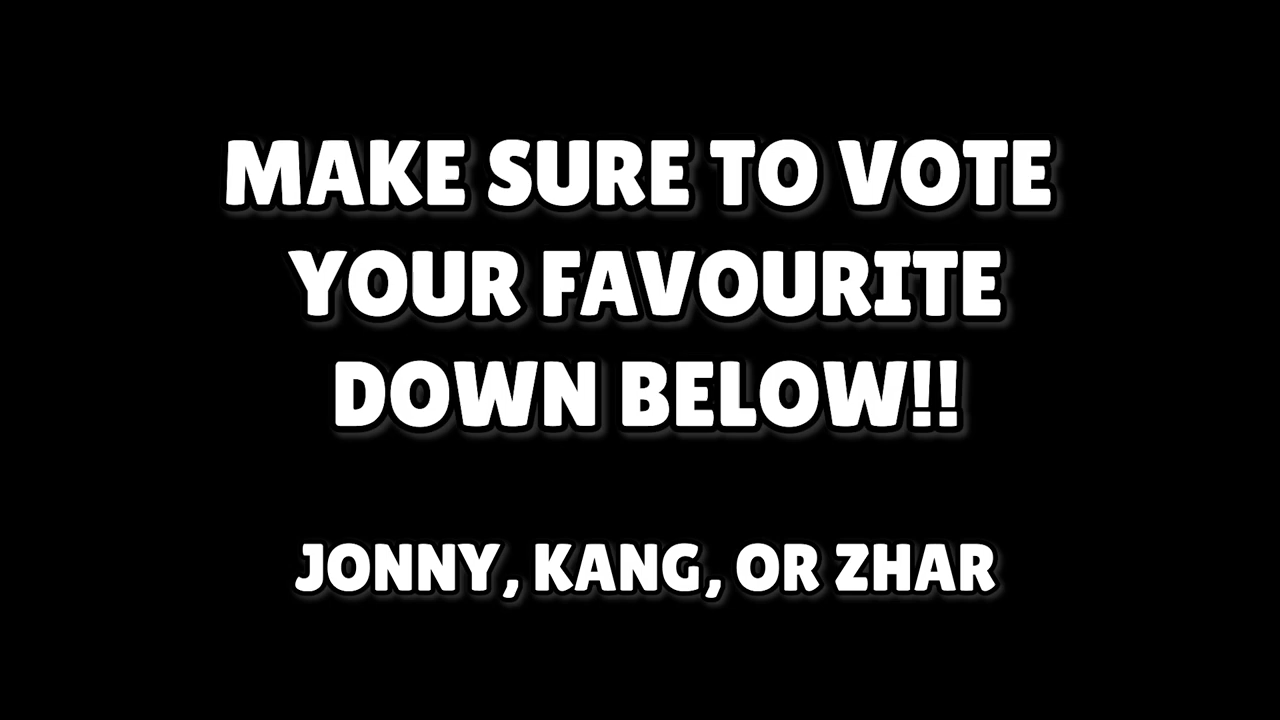 MAKE SURE TO VOTE
YOUR FAVOURITE
DOWN BELOW!!
JONNY, KANG, OR ZHAR